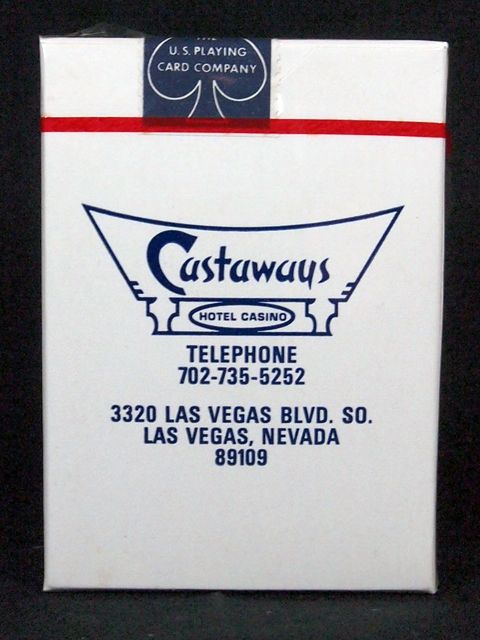 U.S. PLAYING
CARD COMPANY
Castaways
HOTEL CASINO
TELEPHONE
702-735-5252
3320 LAS VEGAS BLVD. SO.
LAS VEGAS, NEVADA
89109